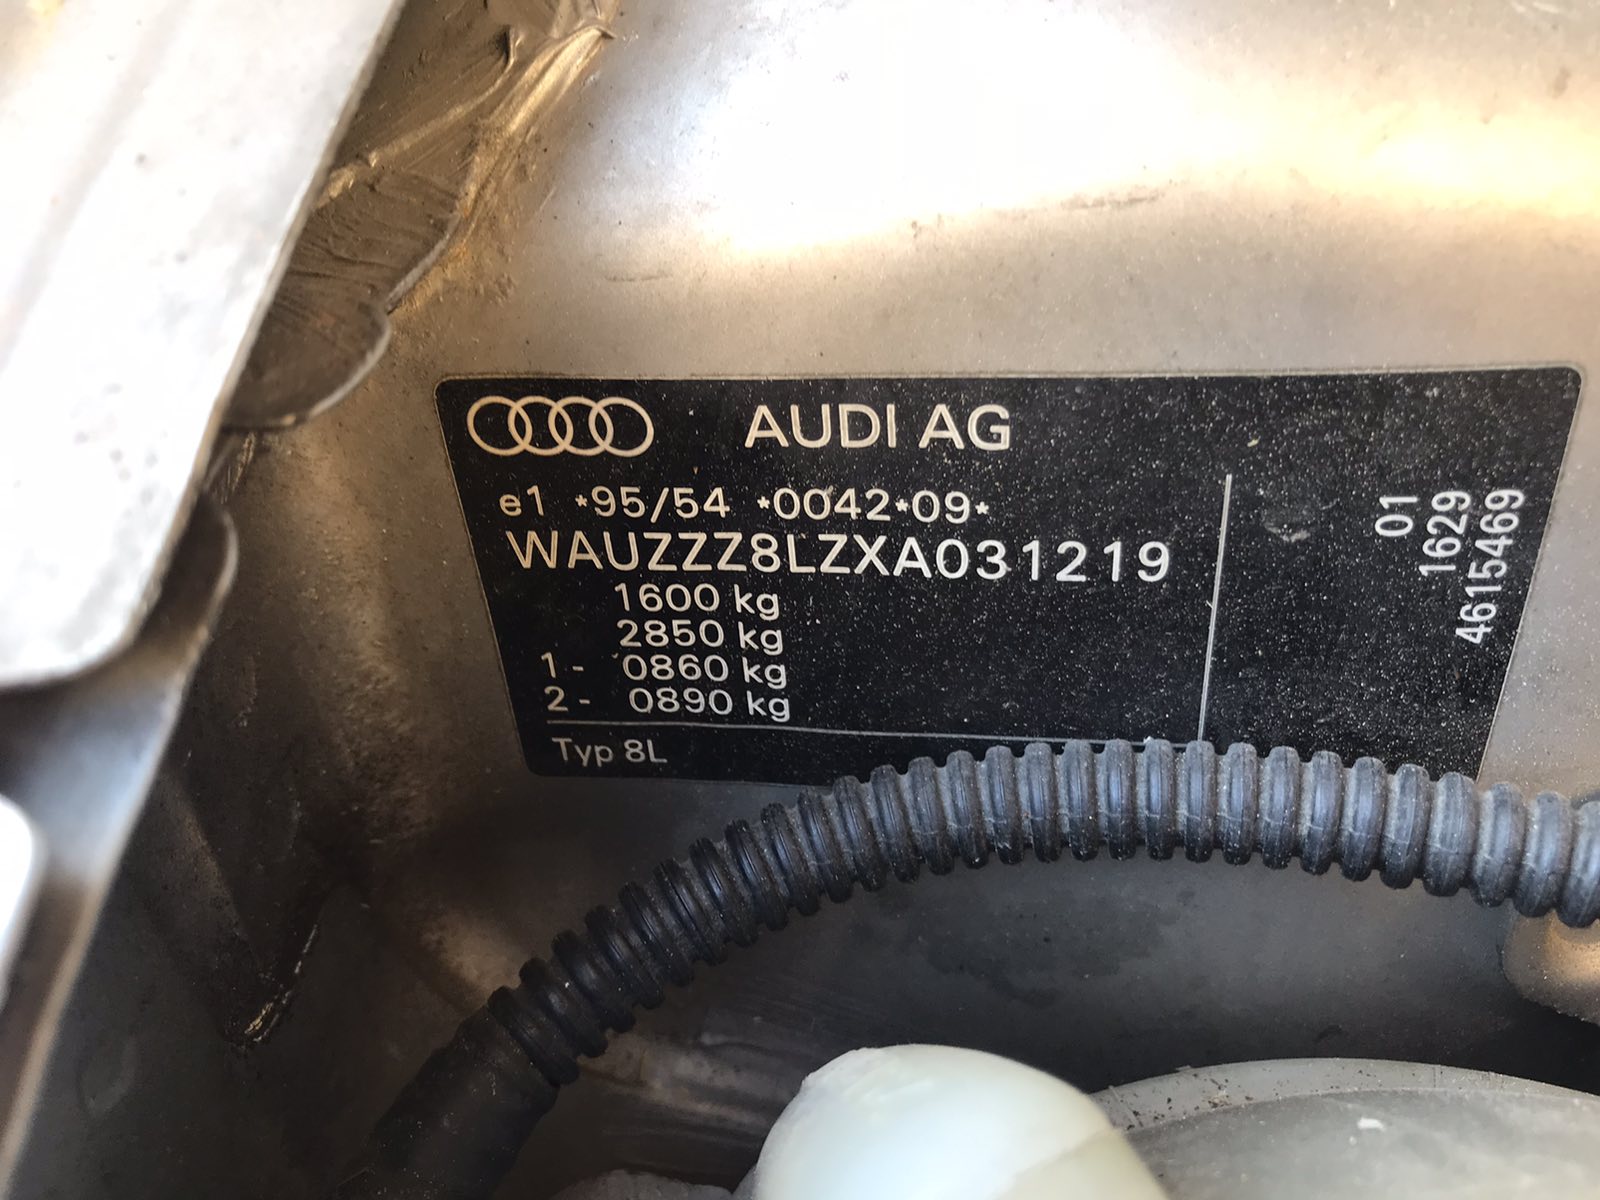 AUDI AG
e1 *95/54 *0042*09*
WAUZZZ8LZXA031219
1600 kg
2850 kg
1- 0860 kg
2- 0890 kg
Typ 8L
01
1629
4615469